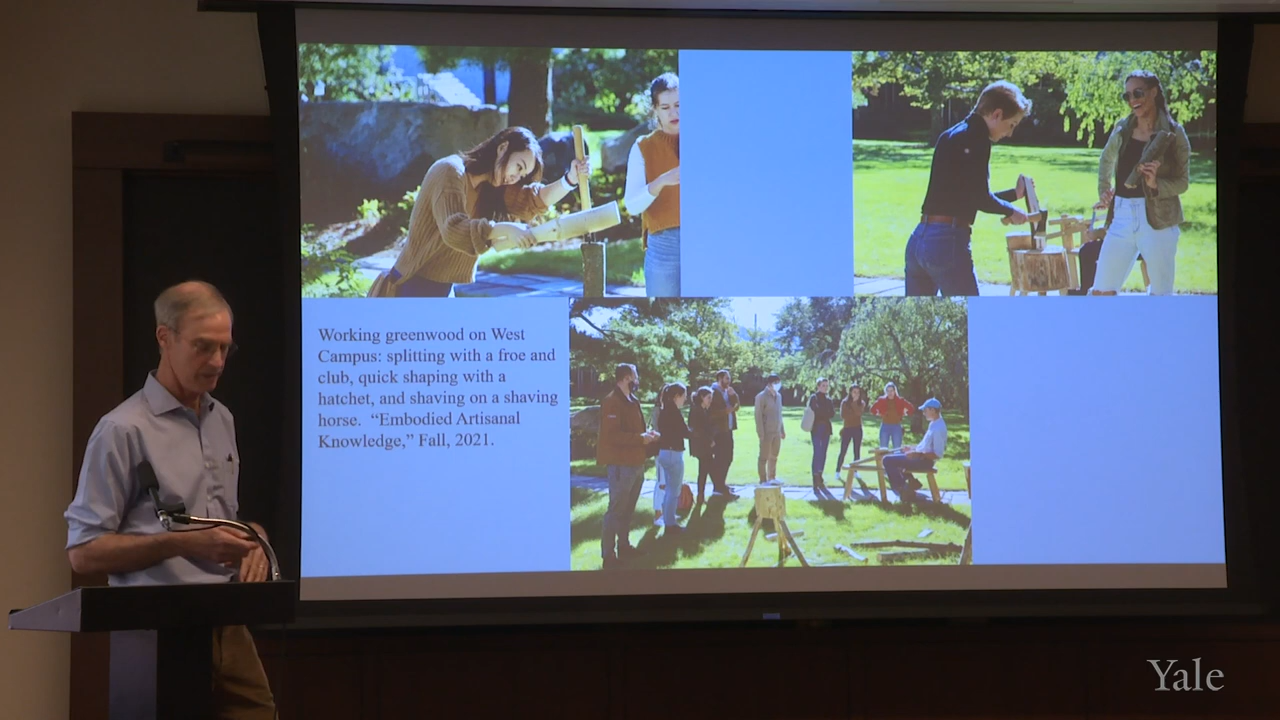 Working greenwood on West
Campus: splitting with a froe and
club, quick shaping with a
hatchet, and shaving on a shaving
horse. “Embodied Artisanal
Knowledge,” Fall, 2021.
Yale